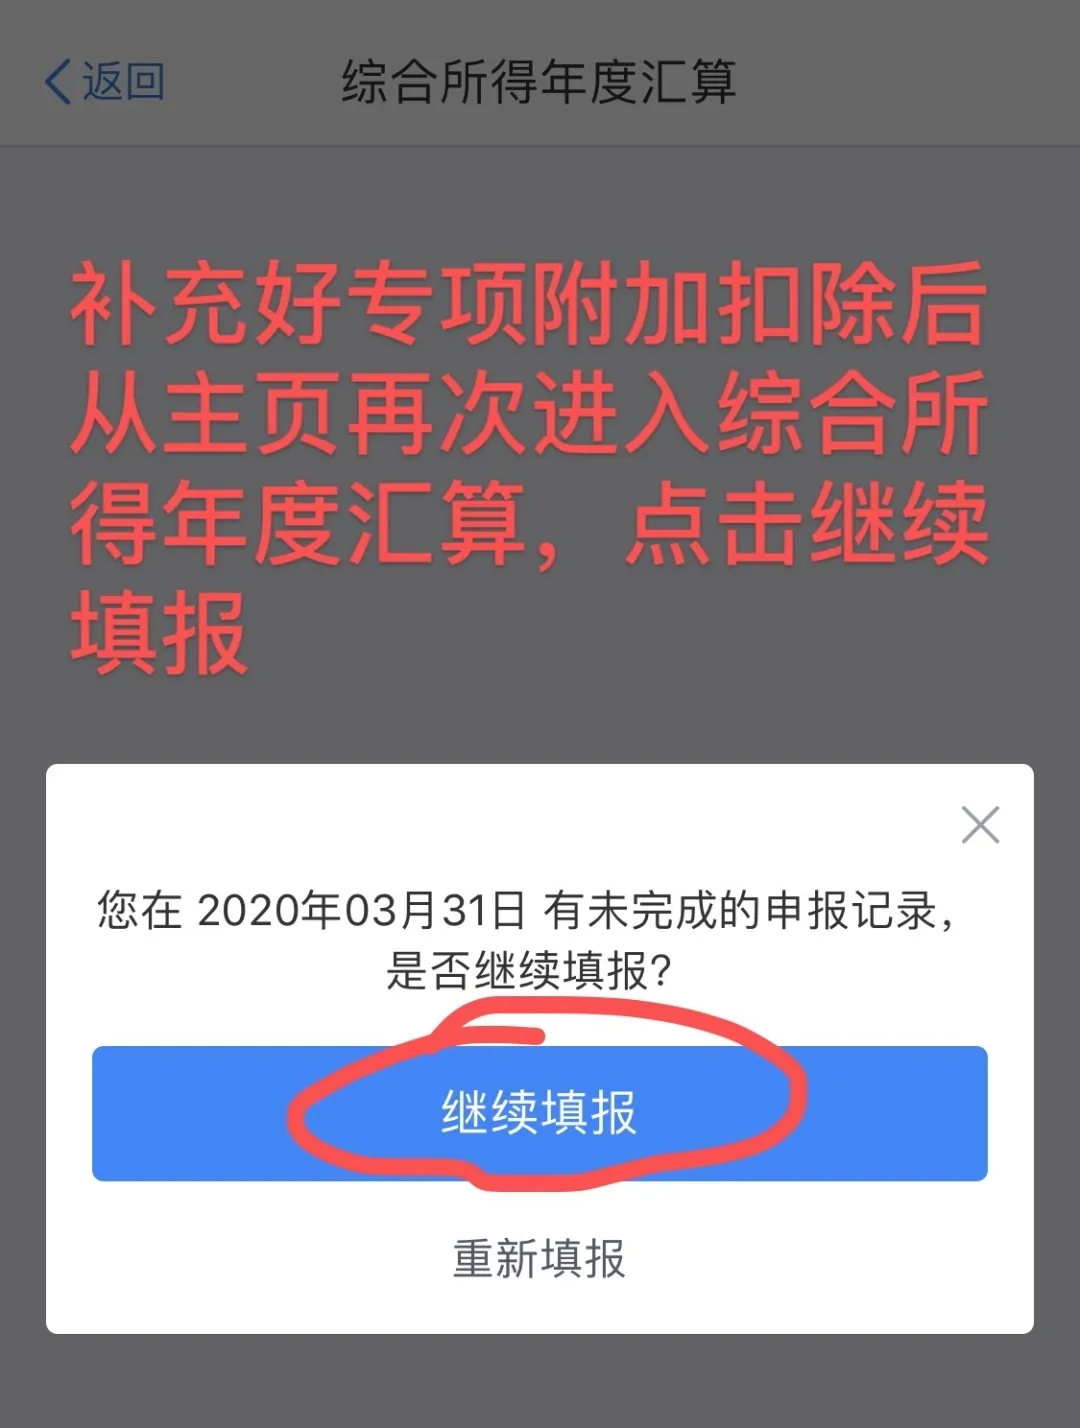 返回
综合所得年度汇算
补充好专项附加扣除后
从主页再次进入综合所
得年度汇算，点击继续
填报
您在 2020年03月31日 有未完成的申报记录，
是否继续填报?
继续填报
重新填报